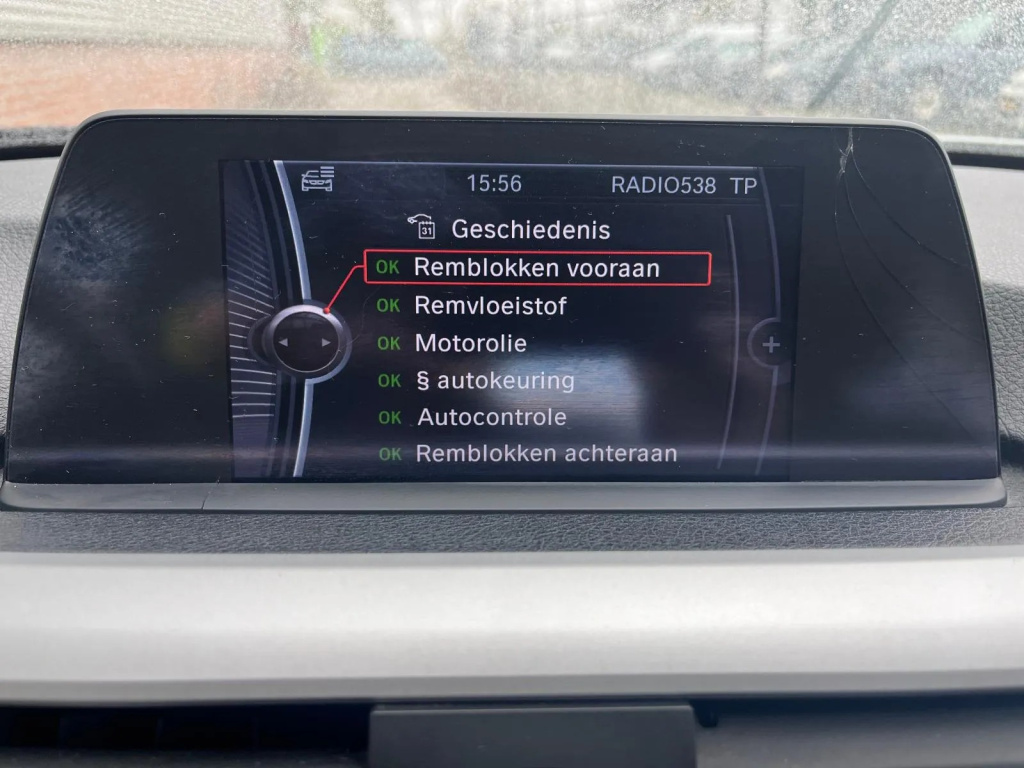 15:56 RADIO538 TP
31 Geschiedenis
OK Remblokken vooraan
OK Remvloeistof
OK Motorolie
OK § autokeuring
OK Autocontrole
OK Remblokken achteraan